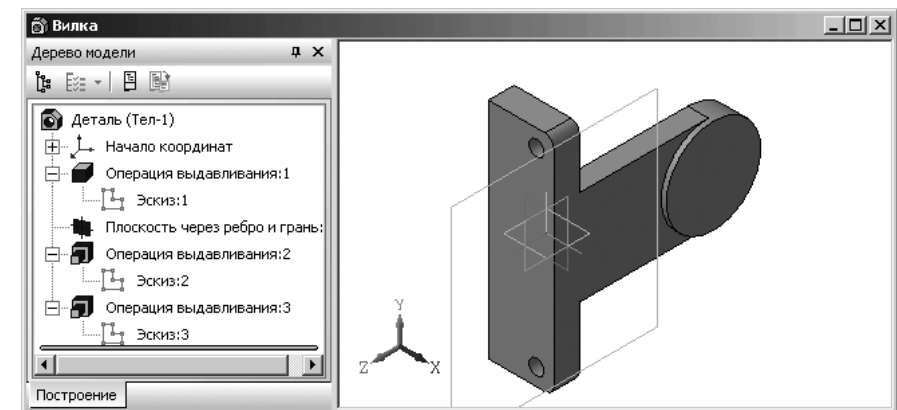 Вилка
Дерево модели
Деталь (Тел-1)
Начало координат
Операция выдавливания:1
Эскиз:1
Плоскость через ребро и грань:
Операция выдавливания:2
Эскиз:2
Операция выдавливания:3
Эскиз:3
Построение
Y
Z
X